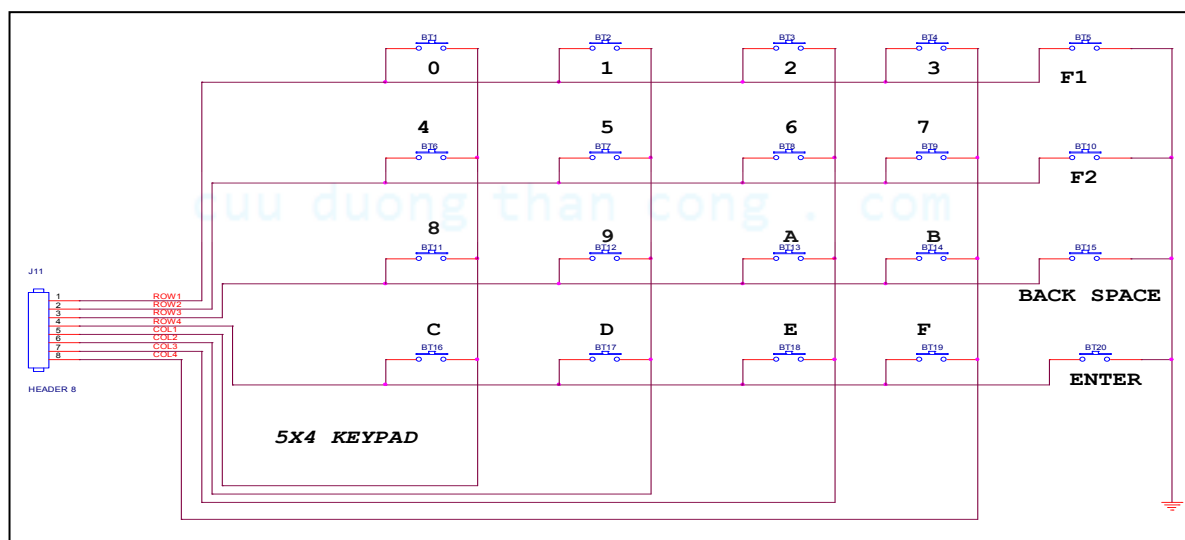 BT1 BT2 BT3 BT4 BT5
0 1 2 3 F1
4 5 6 7
BT6 BT7 BT8 BT9 BT10
F2
cuu duong than cong . com
8 9 A B
BT11 BT12 BT13 BT14 BT15
J11
BACK SPACE
1 ROW1
2 ROW2
3 ROW3
4 ROW4
5 COL1
6 COL2
7 COL3
8 COL4
C D E F
BT16 BT17 BT18 BT19 BT20
ENTER
HEADER 8
5X4 KEYPAD